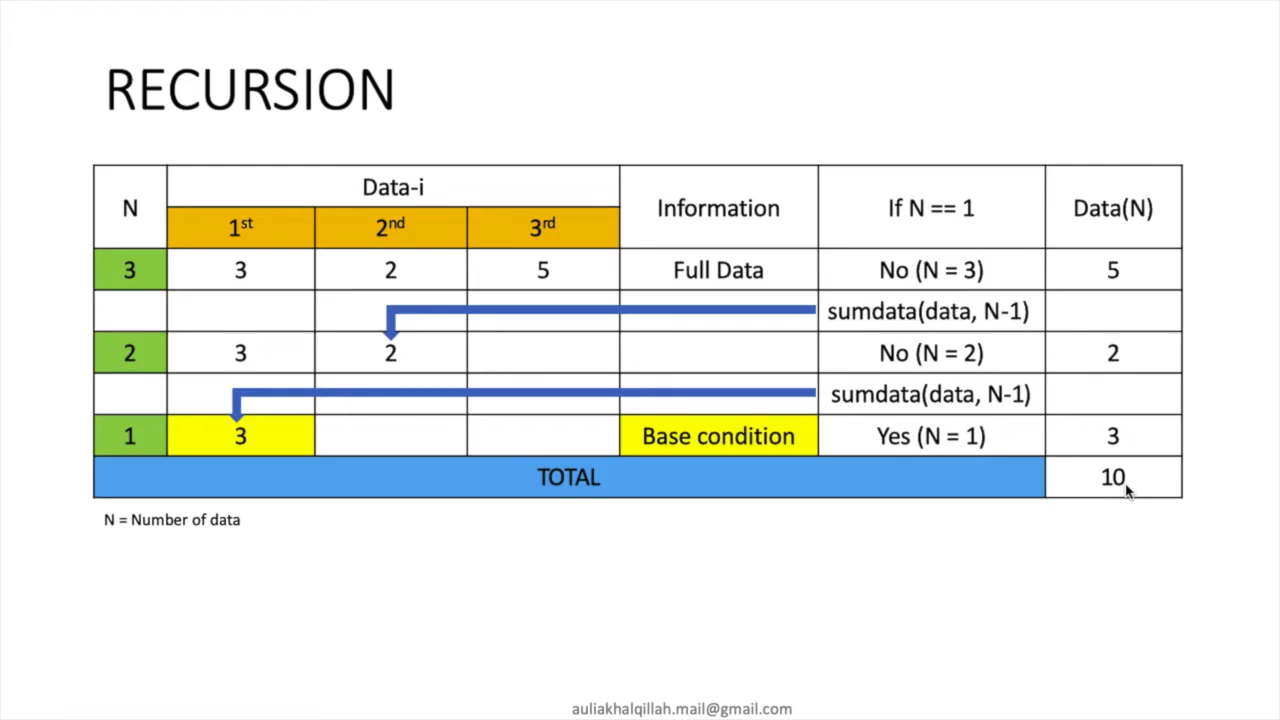 RECURSION
N Data-i Information If N == 1 Data(N)
1st 2nd 3rd
3 3 2 5 Full Data No (N = 3) 5
sumdata(data, N-1)
2 3 2 No (N = 2) 2
sumdata(data, N-1)
1 3 Base condition Yes (N = 1) 3
TOTAL 10
N = Number of data
auliakhalqillah.mail@gmail.com